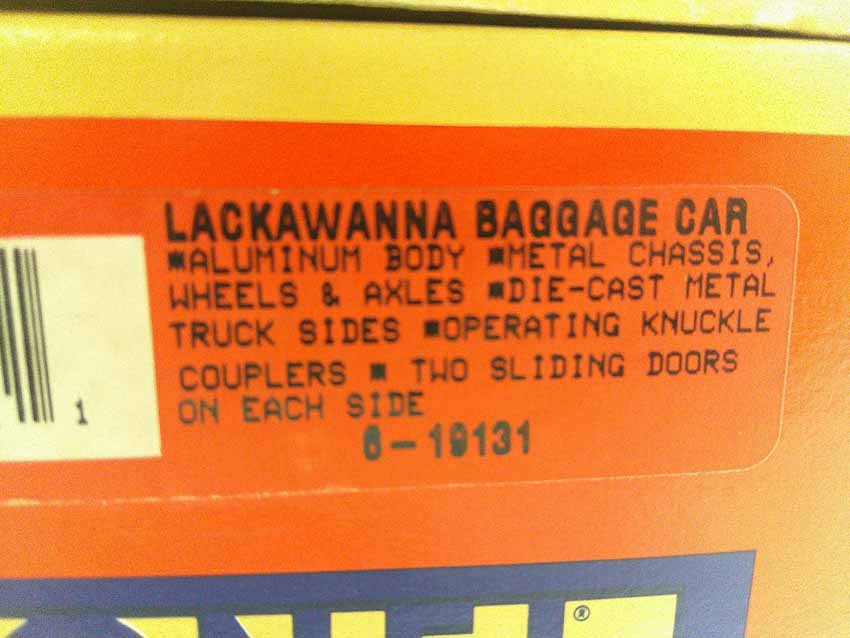 LACKAWANNA BAGGAGE CAR
■ALUMINUM BODY ■METAL CHASSIS,
WHEELS & AXLES ■DIE-CAST METAL
TRUCK SIDES ■OPERATING KNUCKLE
COUPLERS ■ TWO SLIDING DOORS
ON EACH SIDE
6-19131
1
®